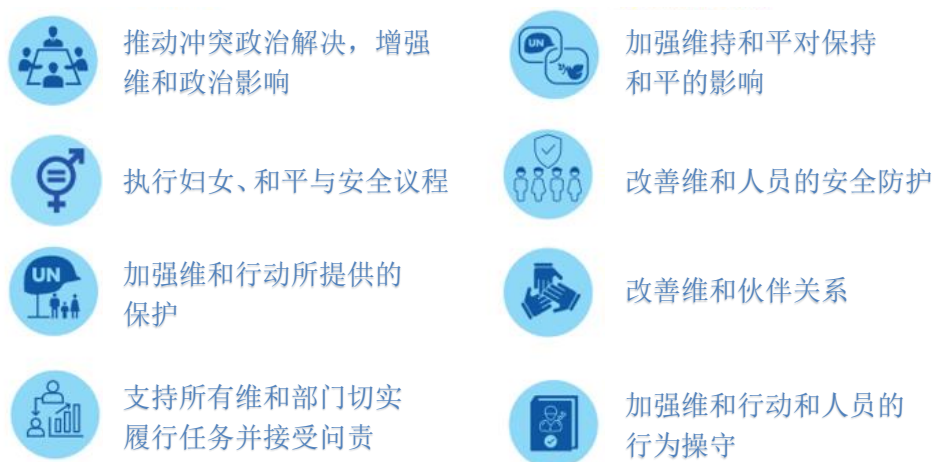 推动冲突政治解决，增强
维和政治影响
UN
加强维持和平对保持
和平的影响
执行妇女、和平与安全议程
改善维和人员的安全防护
UN
加强维和行动所提供的
保护
改善维和伙伴关系
支持所有维和部门切实
履行任务并接受问责
加强维和行动和人员的
行为操守